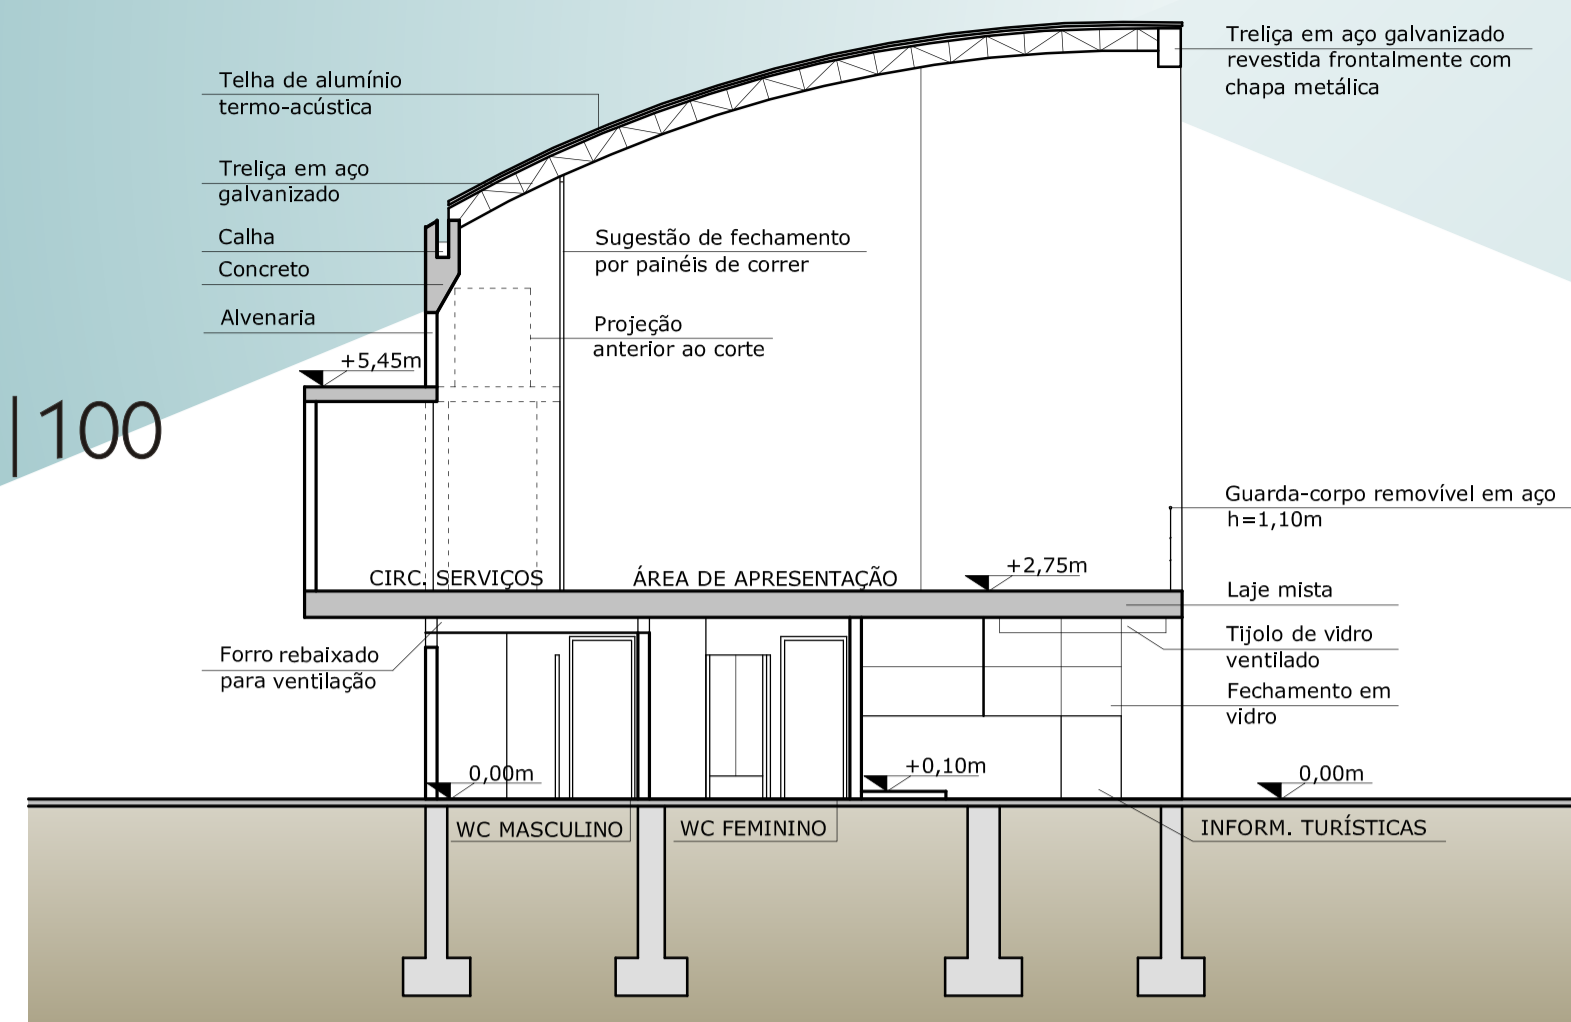 Telha de alumínio
termo-acústica
Treliça em aço
galvanizado
Calha
Concreto
Alvenaria
+5,45m
|100
Treliça em aço galvanizado
revestida frontalmente com
chapa metálica
Sugestão de fechamento
por painéis de correr
Projeção
anterior ao corte
Guarda-corpo removível em aço
h=1,10m
CIRC. SERVIÇOS
ÁREA DE APRESENTAÇÃO
+2,75m
Laje mista
Tijolo de vidro
ventilado
Fechamento em
vidro
Forro rebaixado
para ventilação
0,00m
+0,10m
0,00m
WC MASCULINO
WC FEMININO
INFORM. TURÍSTICAS